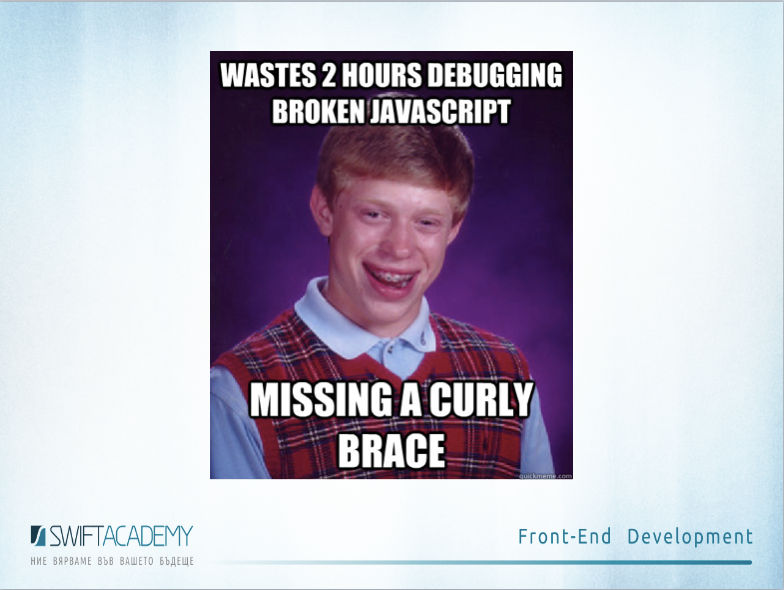 WASTES 2 HOURS DEBUGGING
BROKEN JAVASCRIPT
MISSING A CURLY
BRACE
quickmeme.com
SWIFTACADEMY
НИЕ ВЯРВАМЕ ВЪВ ВАШЕТО БЪДЕЩЕ
Front-End Development